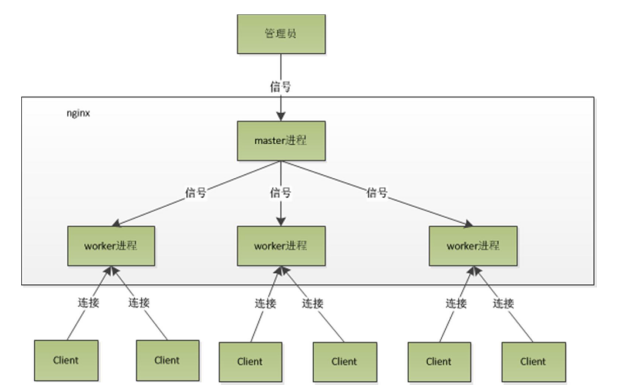 管理员
信号
nginx
master进程
信号
信号
信号
worker进程
worker进程
worker进程
连接
连接
连接
连接
连接
连接
Client
Client
Client
Client
Client
Client